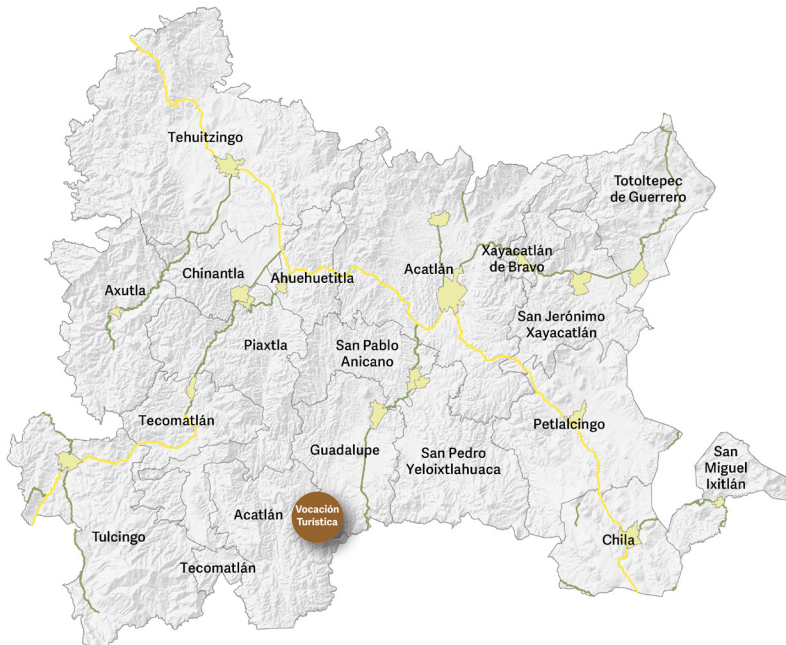 Tehuitzingo
Totoltepec
de Guerrero
Xayacatlán
de Bravo
Acatlán
Chinantla
Ahuehuetitla
Axutla
San Jerónimo
Xayacatlán
Piaxtla
San Pablo
Anicano
Tecomatlán
Petlalcingo
Guadalupe
San Pedro
Yeloixtlahuaca
San
Miguel
Ixitlán
Acatlán
Vocación
Turística
Tulcingo
Chila
Tecomatlán